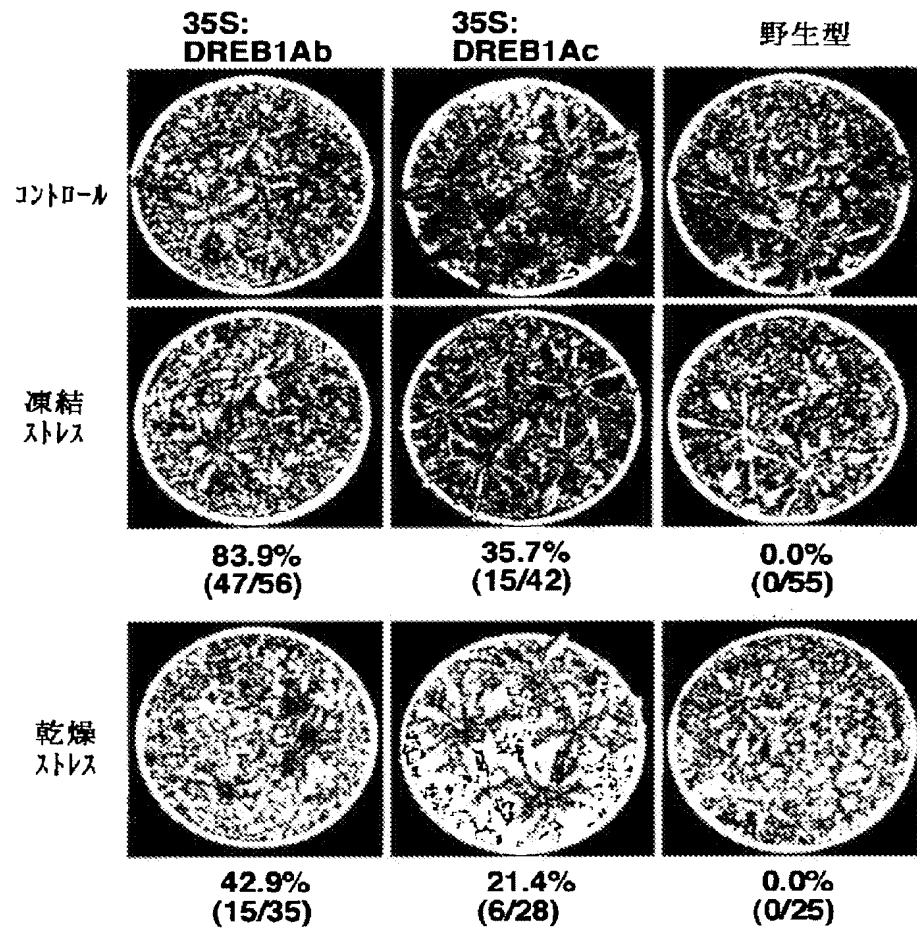 35S:
DREB1Ab
35S:
DREB1Ac
野生型
コントロール
凍結
ストレス
83.9%
(47/56)
35.7%
(15/42)
0.0%
(0/55)
乾燥
ストレス
42.9%
(15/35)
21.4%
(6/28)
0.0%
(0/25)